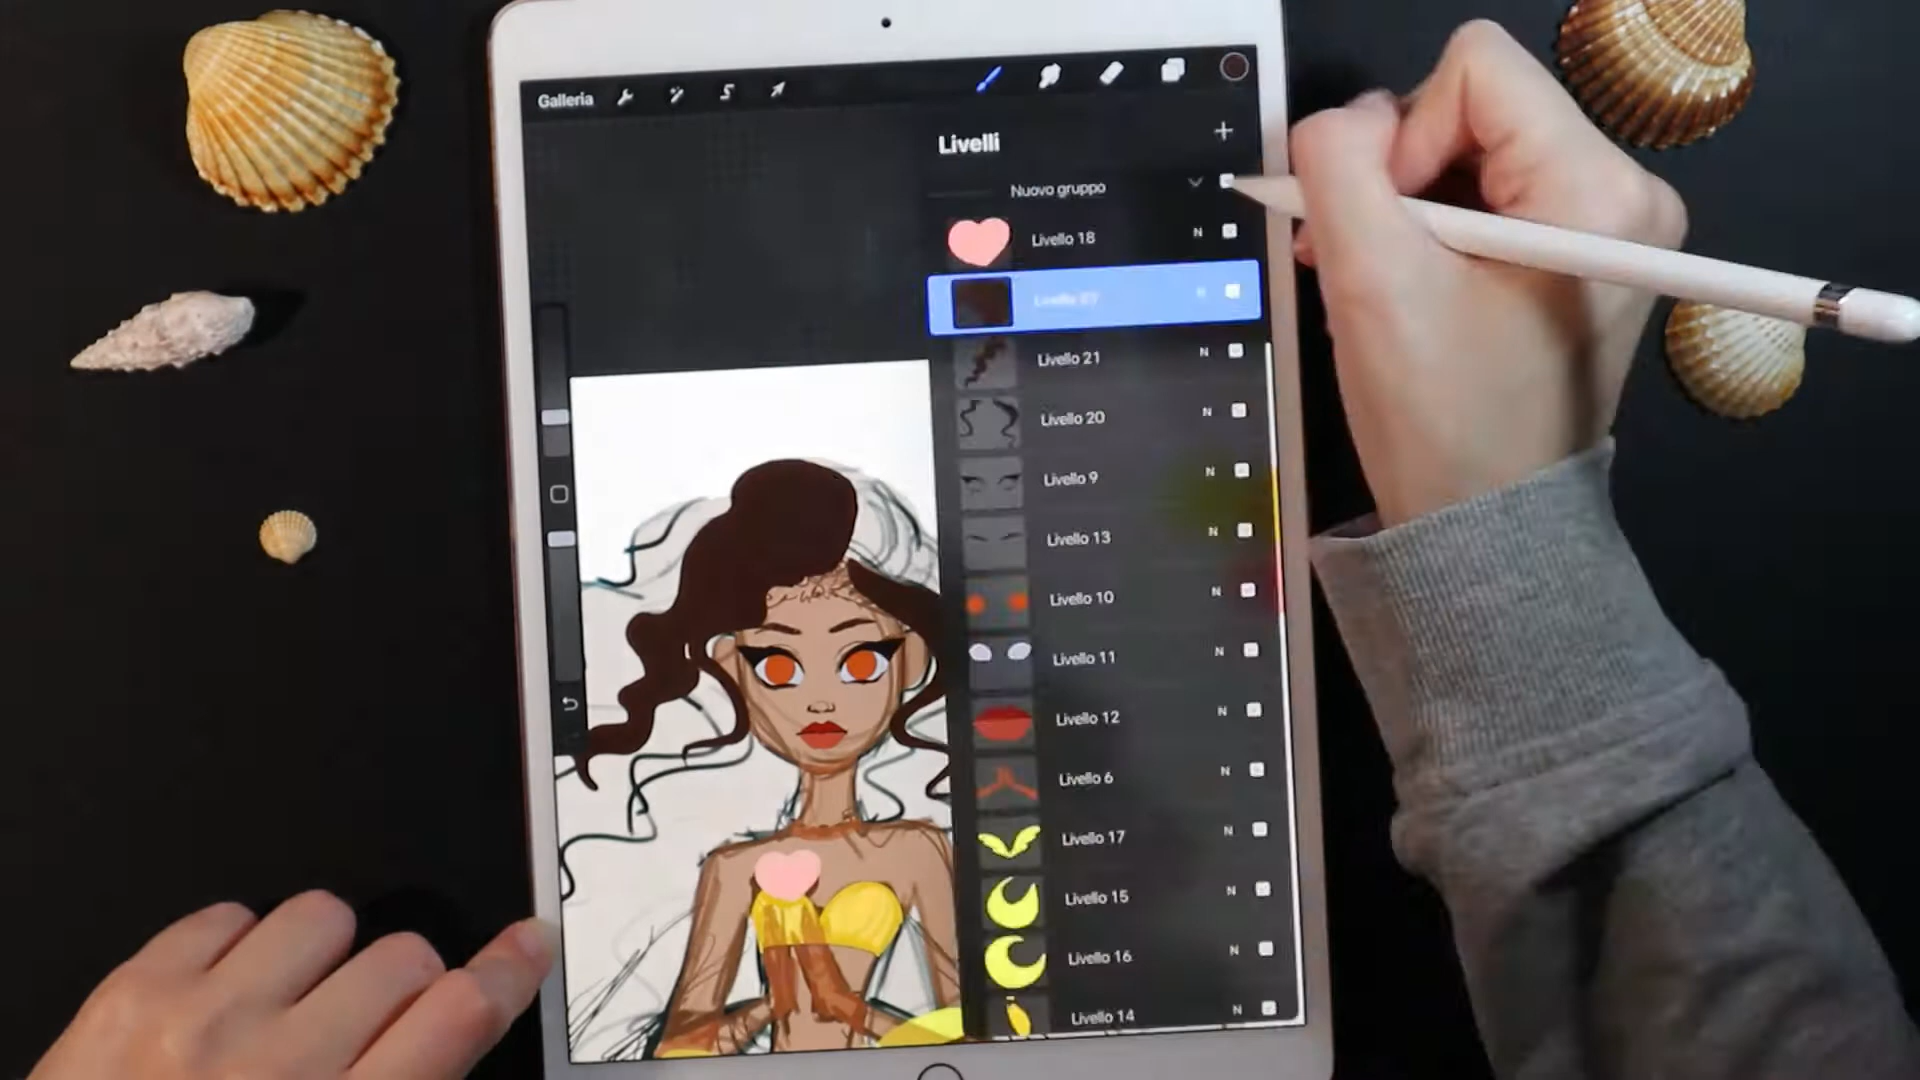 Galleria
Livelli
Nuovo gruppo
Livello 18 N
Livello 21 N
Livello 20 N
Livello 9 N
Livello 13 N
Livello 10 N
Livello 11 N
Livello 12 N
Livello 6 N
Livello 17 N
Livello 15 N
Livello 16 N
Livello 14 N